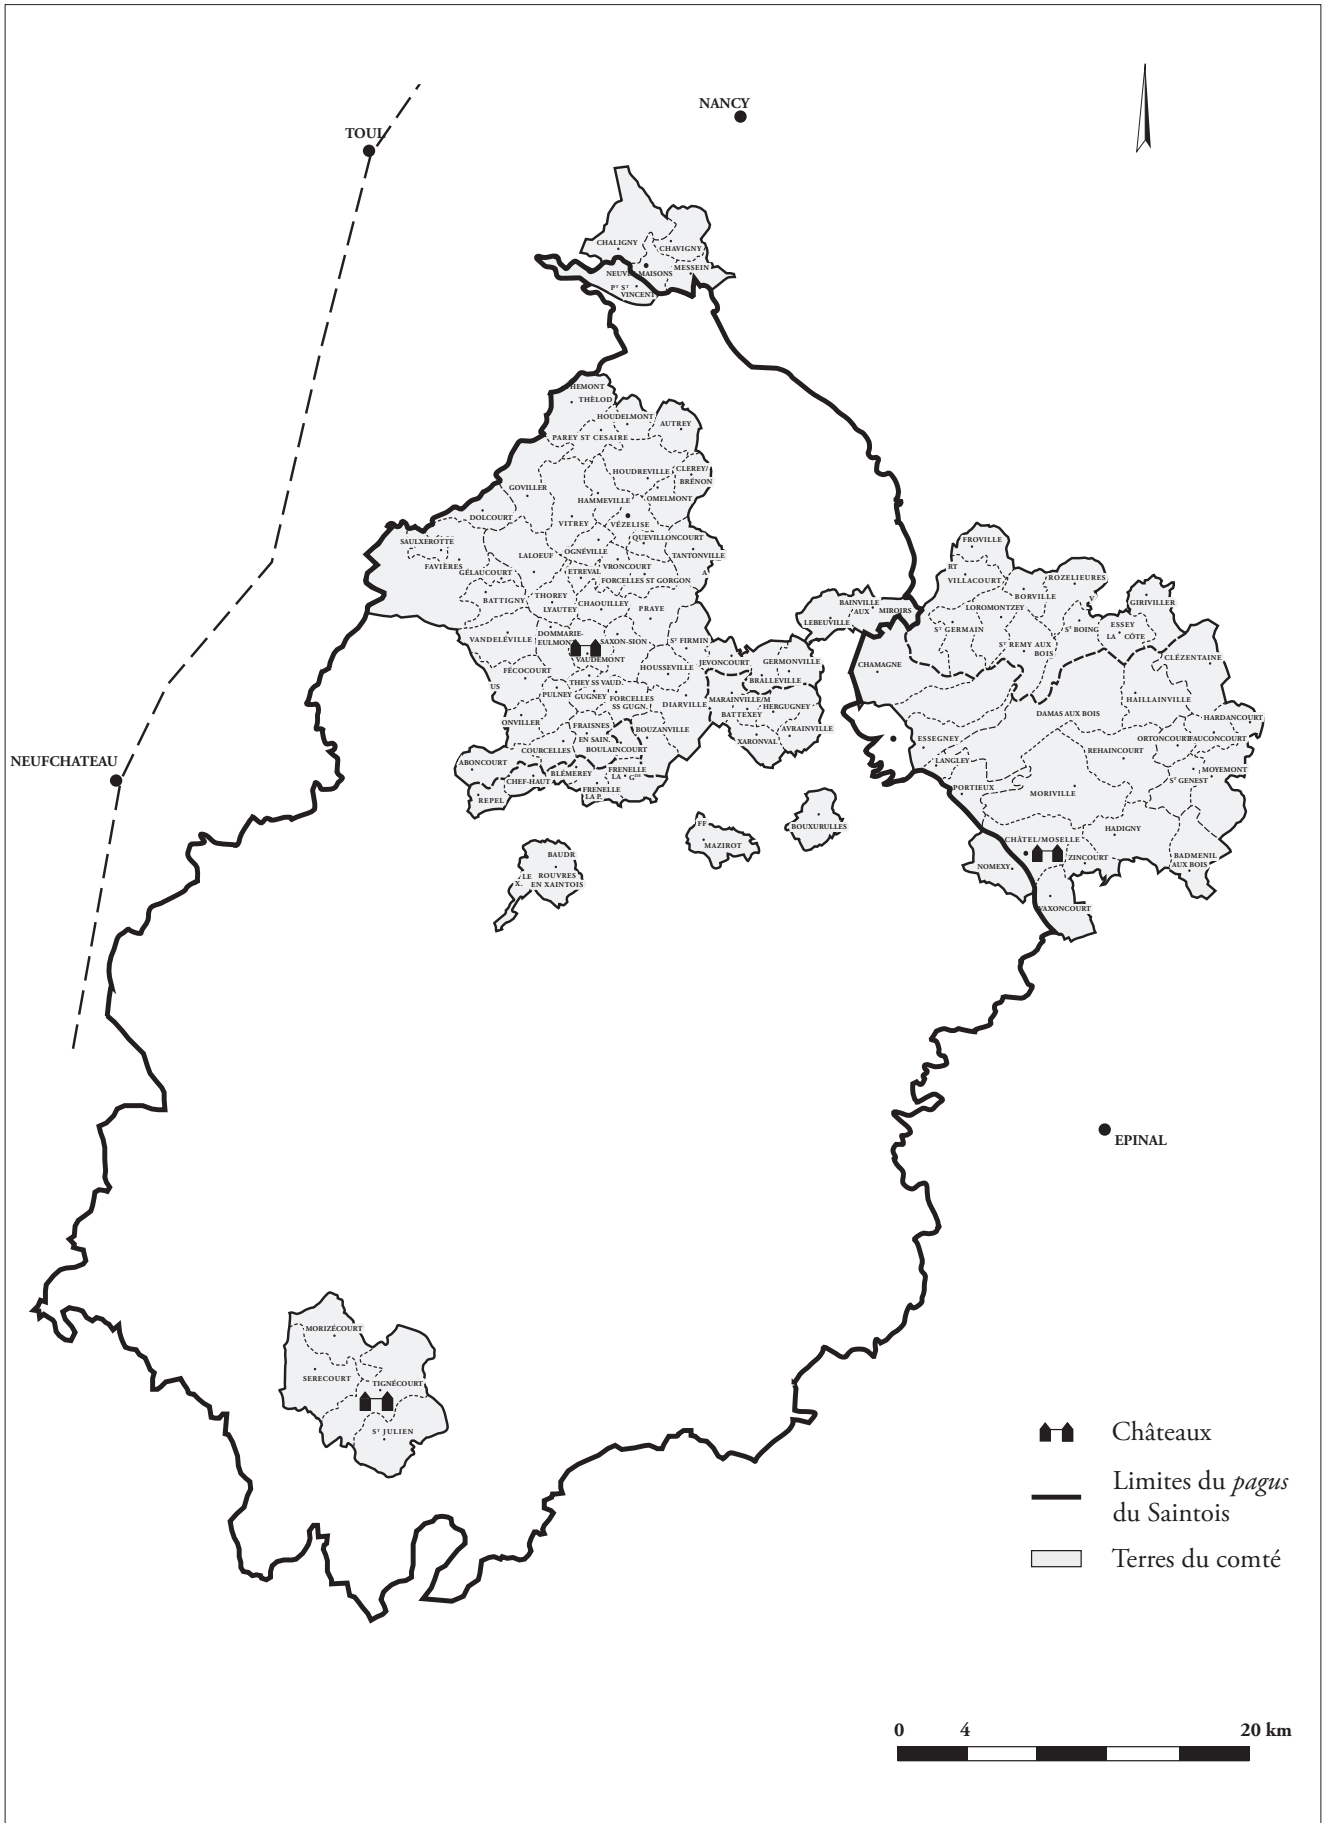 NANCY
TOUL
CHALIGNY
CHAVIGNY
MESSEIN
NEUVES MAISONS
Pᵀ Sᵀ
VINCENT
THÉLOD
HOUDELMONT
AUTREY
PAREY ST CESAIRE
HOUDREVILLE
CLEREY/
BRÉNON
GOVILLER
HAMMEVILLE
OMELMONT
DOLCOURT
VITREY
VÉZELISE
FROVILLE
SAULXEROTTE
QUEVILLONCOURT
LALOEUF
OGNÉVILLE
TANTONVILLE
FAVIÈRES
GÉLAUCOURT
ETREVAL
VRONCOURT
FORCELLES ST GORGON
A
RT
VILLACOURT
ROZELIEURES
BATTIGNY
THOREY
LYAUTEY
CHAOUILLEY
PRAYE
BAINVILLE
AUX MIROIRS
LEBEUVILLE
BORVILLE
LOROMONTZEY
V
GIRIVILLER
VANDELÉVILLE
DOMMARIE-
EULMONT
SAXON-SION
Sᵀ FIRMIN
Sᵀ GERMAIN
Sᵀ REMY AUX
BOIS
Sᵀ BOING
ESSEY
LA CÔTE
VAUDÉMONT
JEVONCOURT
GERMONVILLE
CHAMAGNE
CLÉZENTAINE
FÉCOCOURT
HOUSSEVILLE
BRALLEVILLE
US
THEY SS VAUD.
PULNEY
GUGNEY
FORCELLES
SS GUGN.
DIARVILLE
MARAINVILLE/M
BATTEXEY
HERGUGNEY
HAILLAINVILLE
DAMAS AUX BOIS
HARDANCOURT
ONVILLER
FRAISNES
EN SAIN.
BOUZANVILLE
XARONVAL
AVRAINVILLE
ESSEGNEY
ORTONCOURT
FAUCONCOURT
COURCELLES
BOULAINCOURT
REHAINCOURT
NEUFCHATEAU
ABONCOURT
BLÉMEREY
FRENELLE
LA Gᴰᴱ
LANGLEY
MOYEMONT
CHEF-HAUT
Sᵀ GENEST
REPEL
FRENELLE
LA P.
PORTIEUX
MORIVILLE
FF
MAZIROT
BOUXURULLES
HADIGNY
CHÂTEL/MOSELLE
BAUDR
ZINCOURT
BADMENIL
AUX BOIS
NOMEXY
LE
X.
ROUVRES
EN XAINTOIS
VAXONCOURT
EPINAL
MORIZÉCOURT
SERECOURT
TIGNÉCOURT
Sᵀ JULIEN
Châteaux
Limites du pagus
du Saintois
Terres du comté
0 4 20 km